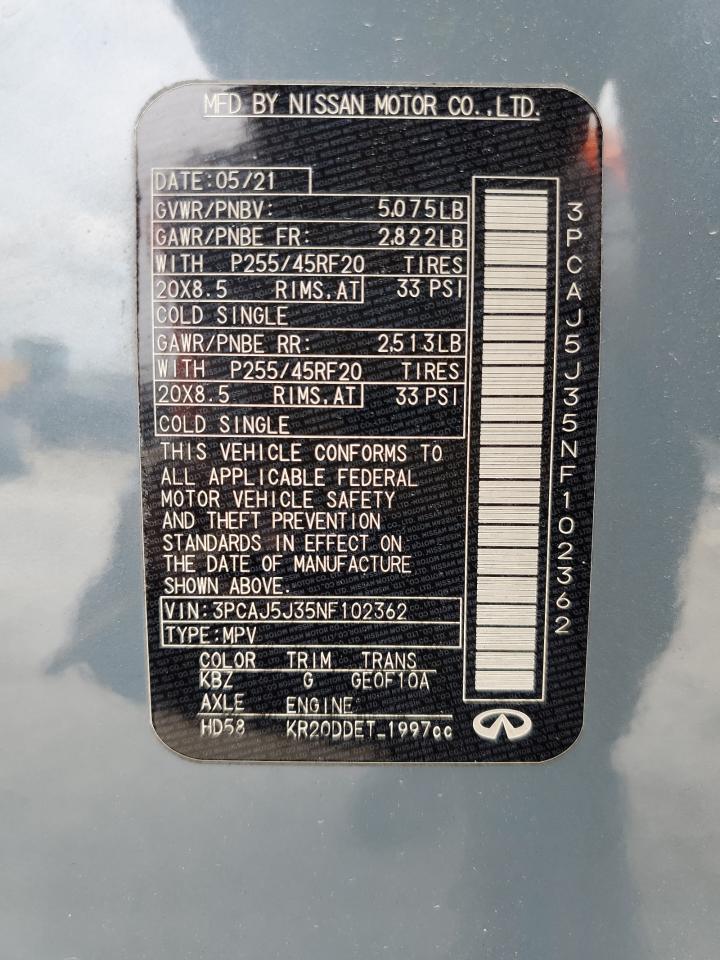 MFD BY NISSAN MOTOR CO.,LTD.
DATE:05/21
GVWR/PNBV: 5,075LB
GAWR/PNBE FR: 2,822LB
WITH P255/45RF20 TIRES
20X8.5 RIMS,AT 33 PSI
COLD SINGLE
GAWR/PNBE RR: 2,513LB
WITH P255/45RF20 TIRES
20X8.5 RIMS,AT 33 PSI
COLD SINGLE
THIS VEHICLE CONFORMS TO
ALL APPLICABLE FEDERAL
MOTOR VEHICLE SAFETY
AND THEFT PREVENTION
STANDARDS IN EFFECT ON
THE DATE OF MANUFACTURE
SHOWN ABOVE.
VIN:3PCAJ5J35NF102362
TYPE:MPV
COLOR TRIM TRANS
KBZ G GE0F10A
AXLE ENGINE
HD58 KR20DDET_1997cc
3PCAJ5J35NF102362